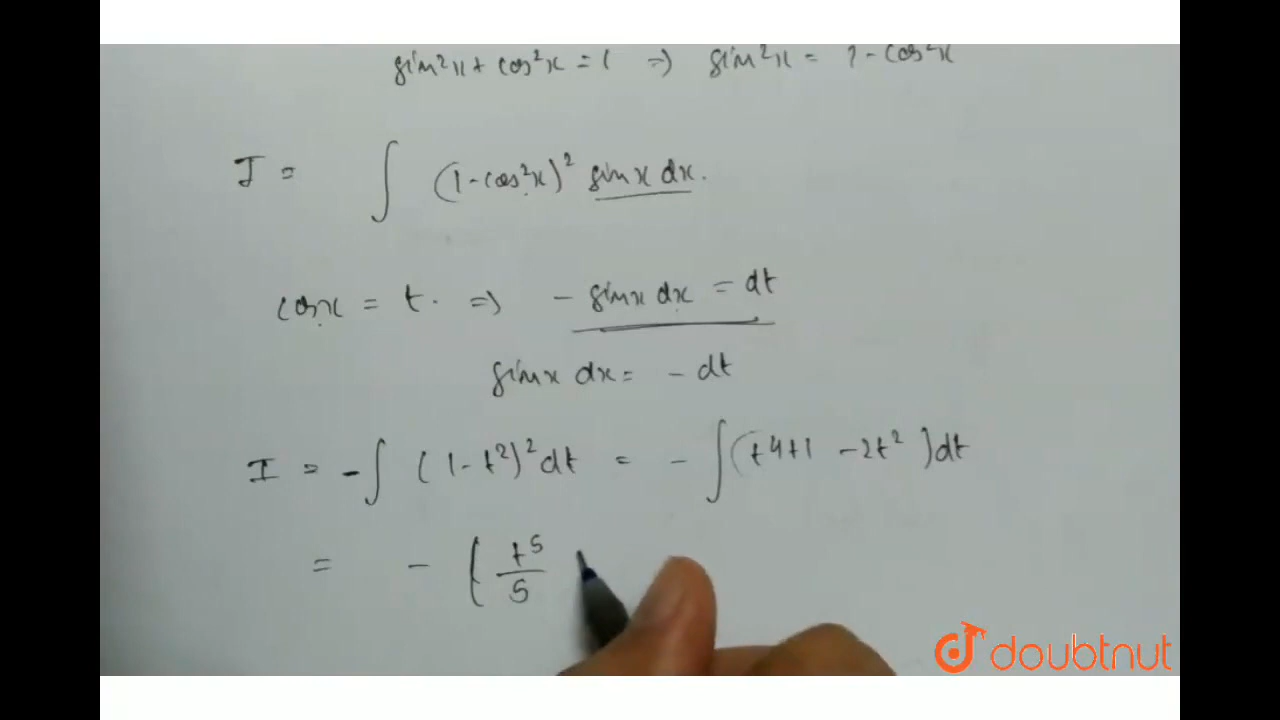 sin²x + cos²x = 1 ⇒ sin²x = 1 - cos²x
I = ∫ (1 - cos²x)² sinx dx.
cosx = t. ⇒ - sinx dx = dt
sinx dx = - dt
I = -∫ (1 - t²)² dt = - ∫(t⁴+1 -2t²)dt
= - (t⁵/5
doubtnut